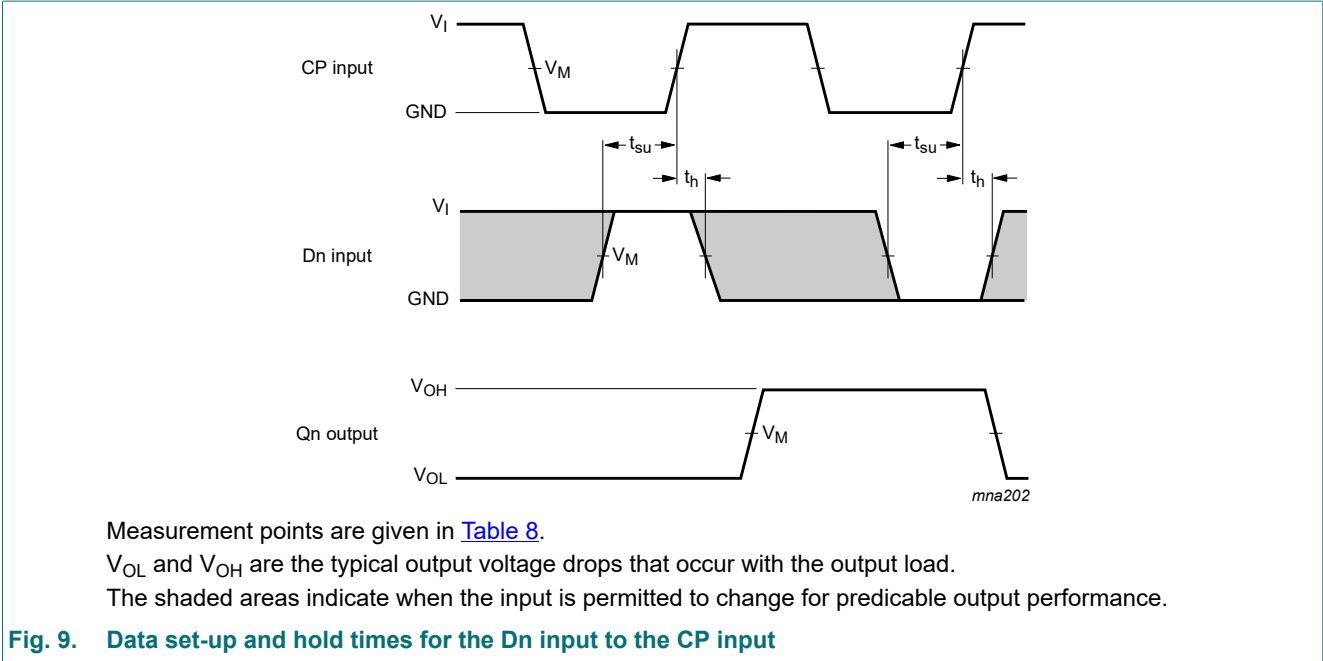 V_I
CP input
V_M
GND
t_su
t_su
t_h
t_h
V_I
Dn input
V_M
GND
V_OH
Qn output
V_M
V_OL
mna202
Measurement points are given in Table 8.
V_OL and V_OH are the typical output voltage drops that occur with the output load.
The shaded areas indicate when the input is permitted to change for predicable output performance.
Fig. 9. Data set-up and hold times for the Dn input to the CP input